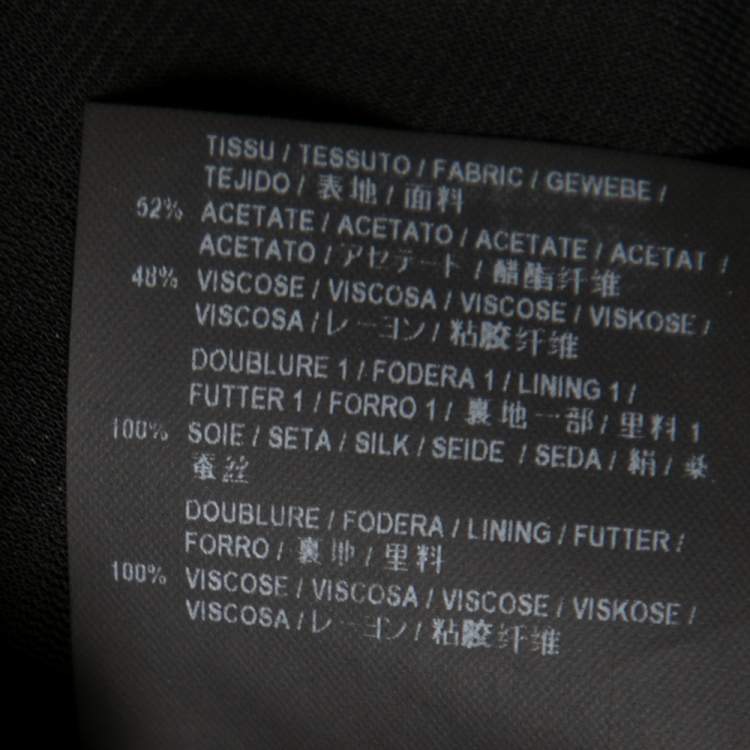 TISSU / TESSUTO / FABRIC / GEWEBE /
TEJIDO / 表地 / 面料
52% ACETATE / ACETATO / ACETATE / ACETAT /
ACETATO / アセテート / 醋酯纤维
48% VISCOSE / VISCOSA / VISCOSE / VISKOSE /
VISCOSA / レーヨン / 粘胶纤维
DOUBLURE 1 / FODERA 1 / LINING 1 /
FUTTER 1 / FORRO 1 / 裏地一部 / 里料 1
100% SOIE / SETA / SILK / SEIDE / SEDA / 絹 / 桑
蚕丝
DOUBLURE / FODERA / LINING / FUTTER /
FORRO / 裏地 / 里料
100% VISCOSE / VISCOSA / VISCOSE / VISKOSE /
VISCOSA / レーヨン / 粘胶纤维